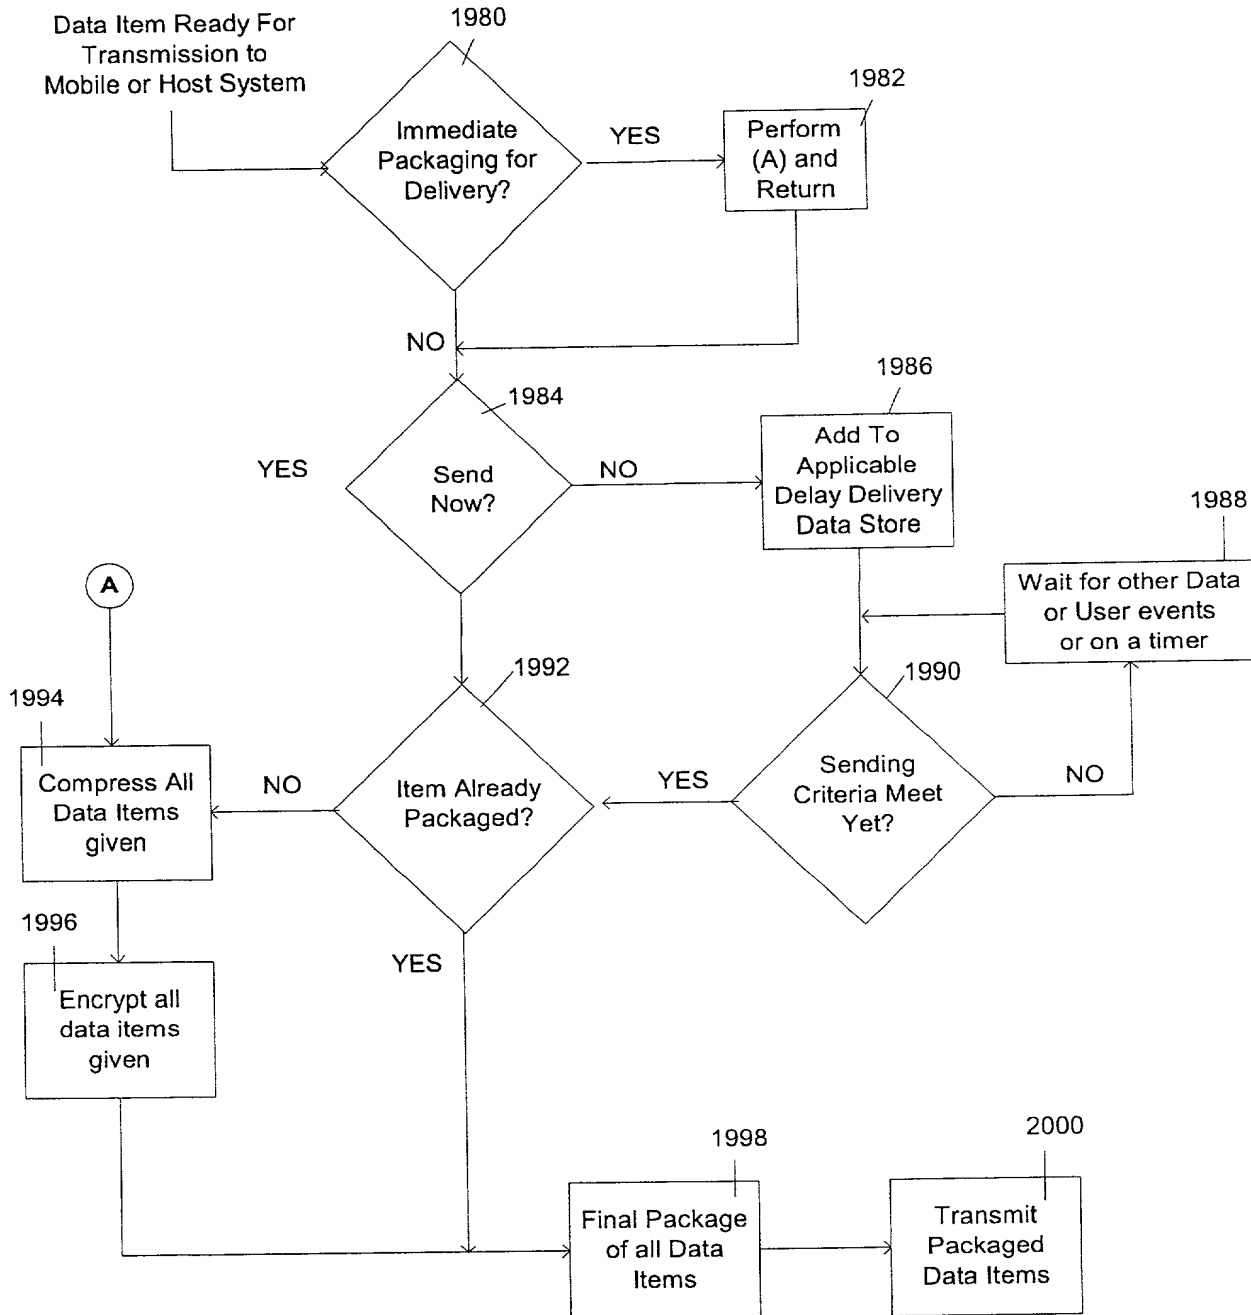 Data Item Ready For
Transmission to
Mobile or Host System
1980
Immediate
Packaging for
Delivery?
YES
1982
Perform
(A) and
Return
NO
1984
YES
Send
Now?
NO
1986
Add To
Applicable
Delay Delivery
Data Store
1988
Wait for other Data
or User events
or on a timer
A
1992
1990
1994
Compress All
Data Items
given
NO
Item Already
Packaged?
YES
Sending
Criteria Meet
Yet?
NO
1996
Encrypt all
data items
given
YES
1998
Final Package
of all Data
Items
2000
Transmit
Packaged
Data Items